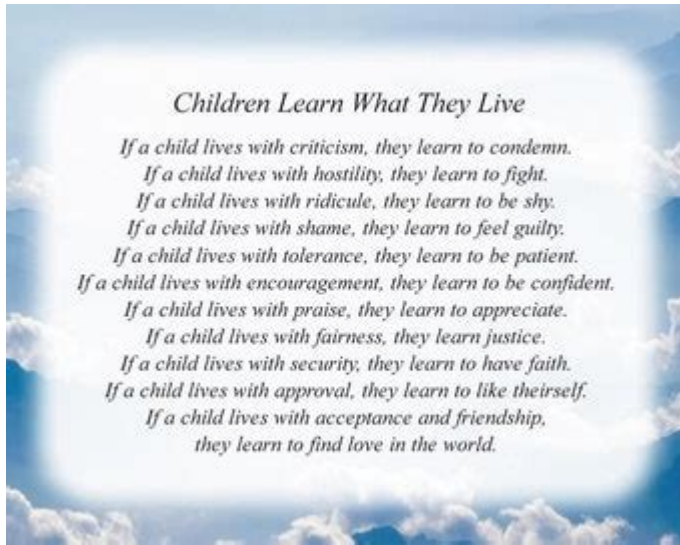 Children Learn What They Live
If a child lives with criticism, they learn to condemn.
If a child lives with hostility, they learn to fight.
If a child lives with ridicule, they learn to be shy.
If a child lives with shame, they learn to feel guilty.
If a child lives with tolerance, they learn to be patient.
If a child lives with encouragement, they learn to be confident.
If a child lives with praise, they learn to appreciate.
If a child lives with fairness, they learn justice.
If a child lives with security, they learn to have faith.
If a child lives with approval, they learn to like theirself.
If a child lives with acceptance and friendship,
they learn to find love in the world.